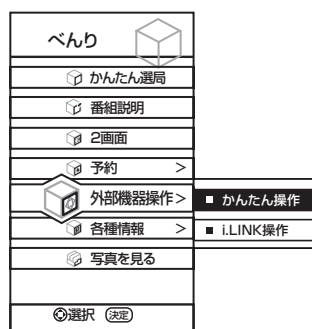 べんり
かんたん選局
番組説明
2画面
予約 >
外部機器操作> ■ かんたん操作
各種情報 > ■ i.LINK操作
写真を見る
選択 決定